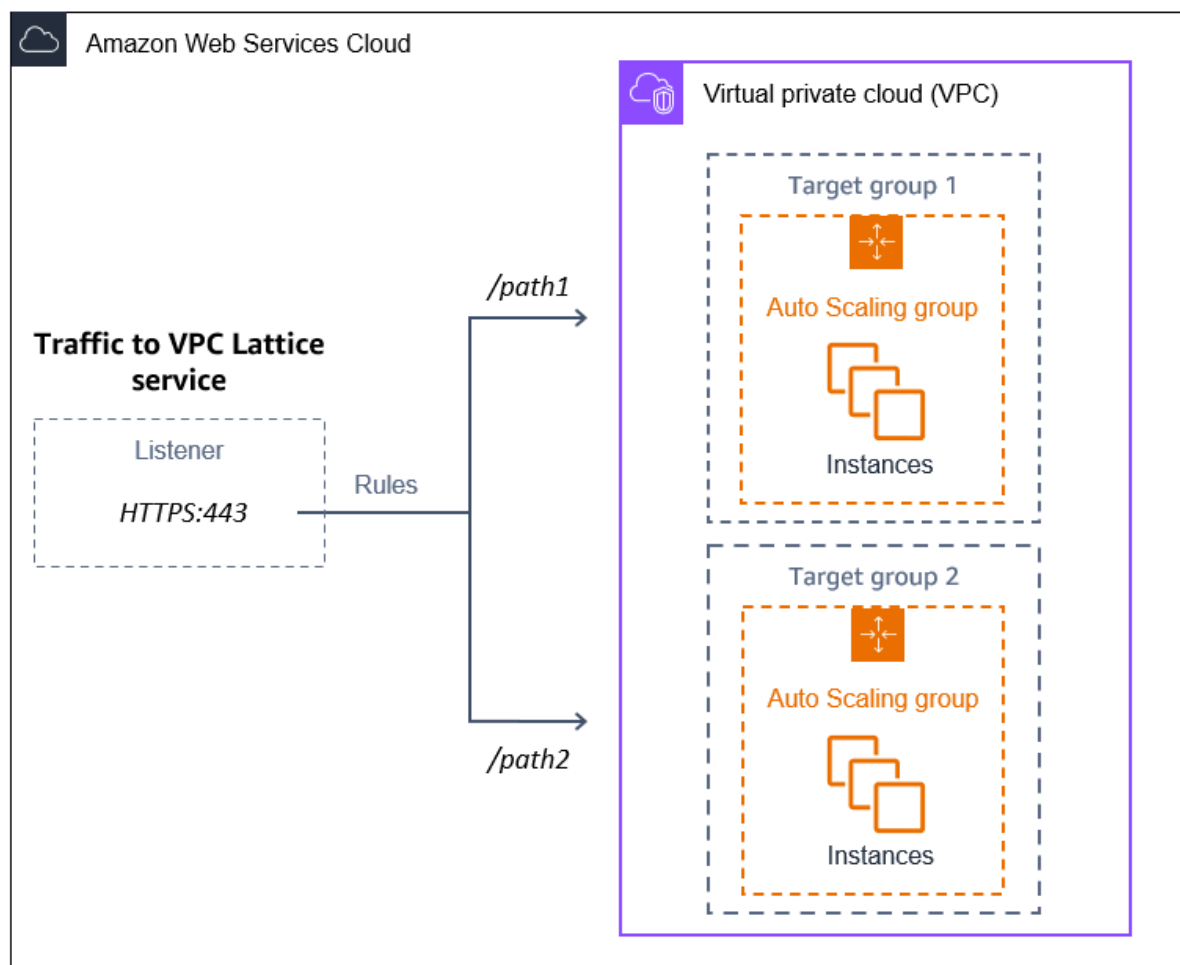 Amazon Web Services Cloud
Virtual private cloud (VPC)
Target group 1
Auto Scaling group
Instances
/path1
Traffic to VPC Lattice
service
Listener
HTTPS:443
Rules
/path2
Target group 2
Auto Scaling group
Instances